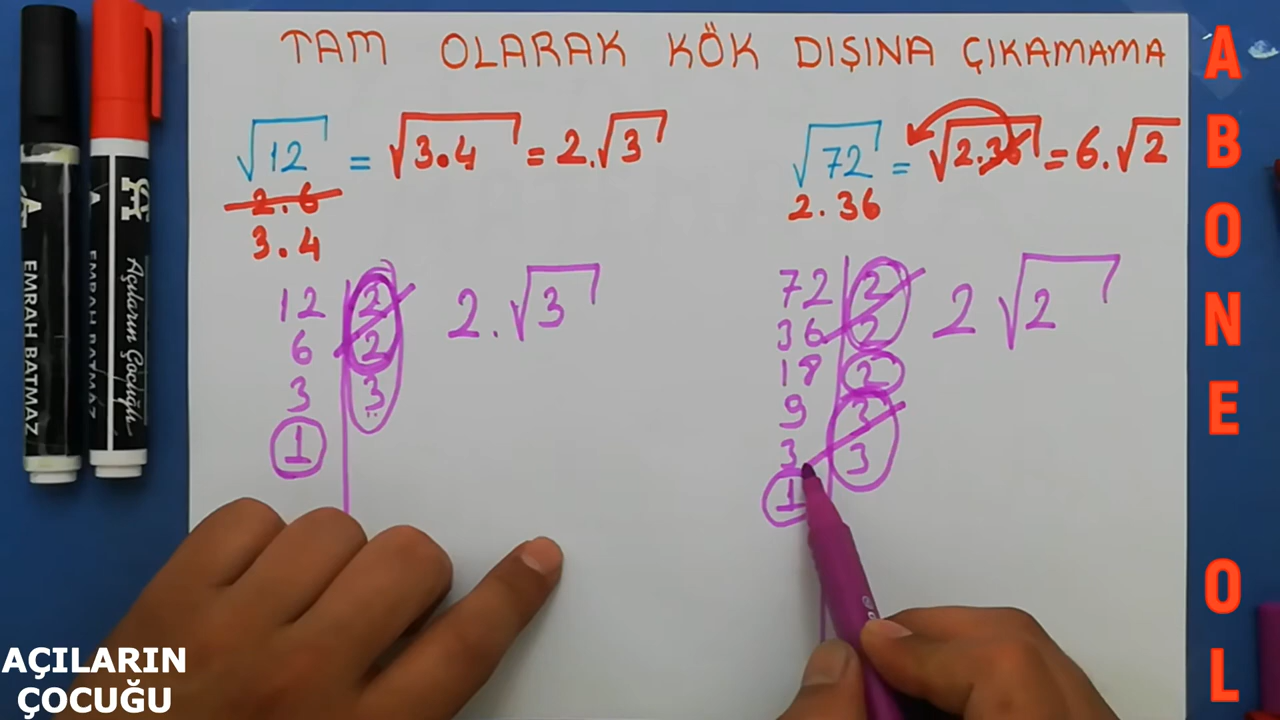 TAM OLARAK KÖK DIŞINA ÇIKAMAMA
√12 = √3.4 = 2.√3
2.6
3.4
12 2
6 2
3 3
1
2.√3
√72 = √2.36 = 6.√2
2.36
72 2
36 2
18 2
9 3
3 3
1
2 √2
EMRAH BATMAZ
EMRAH BATMAZ
Açıların Çocuğu
ABONE OL
AÇILARIN
ÇOCUĞU